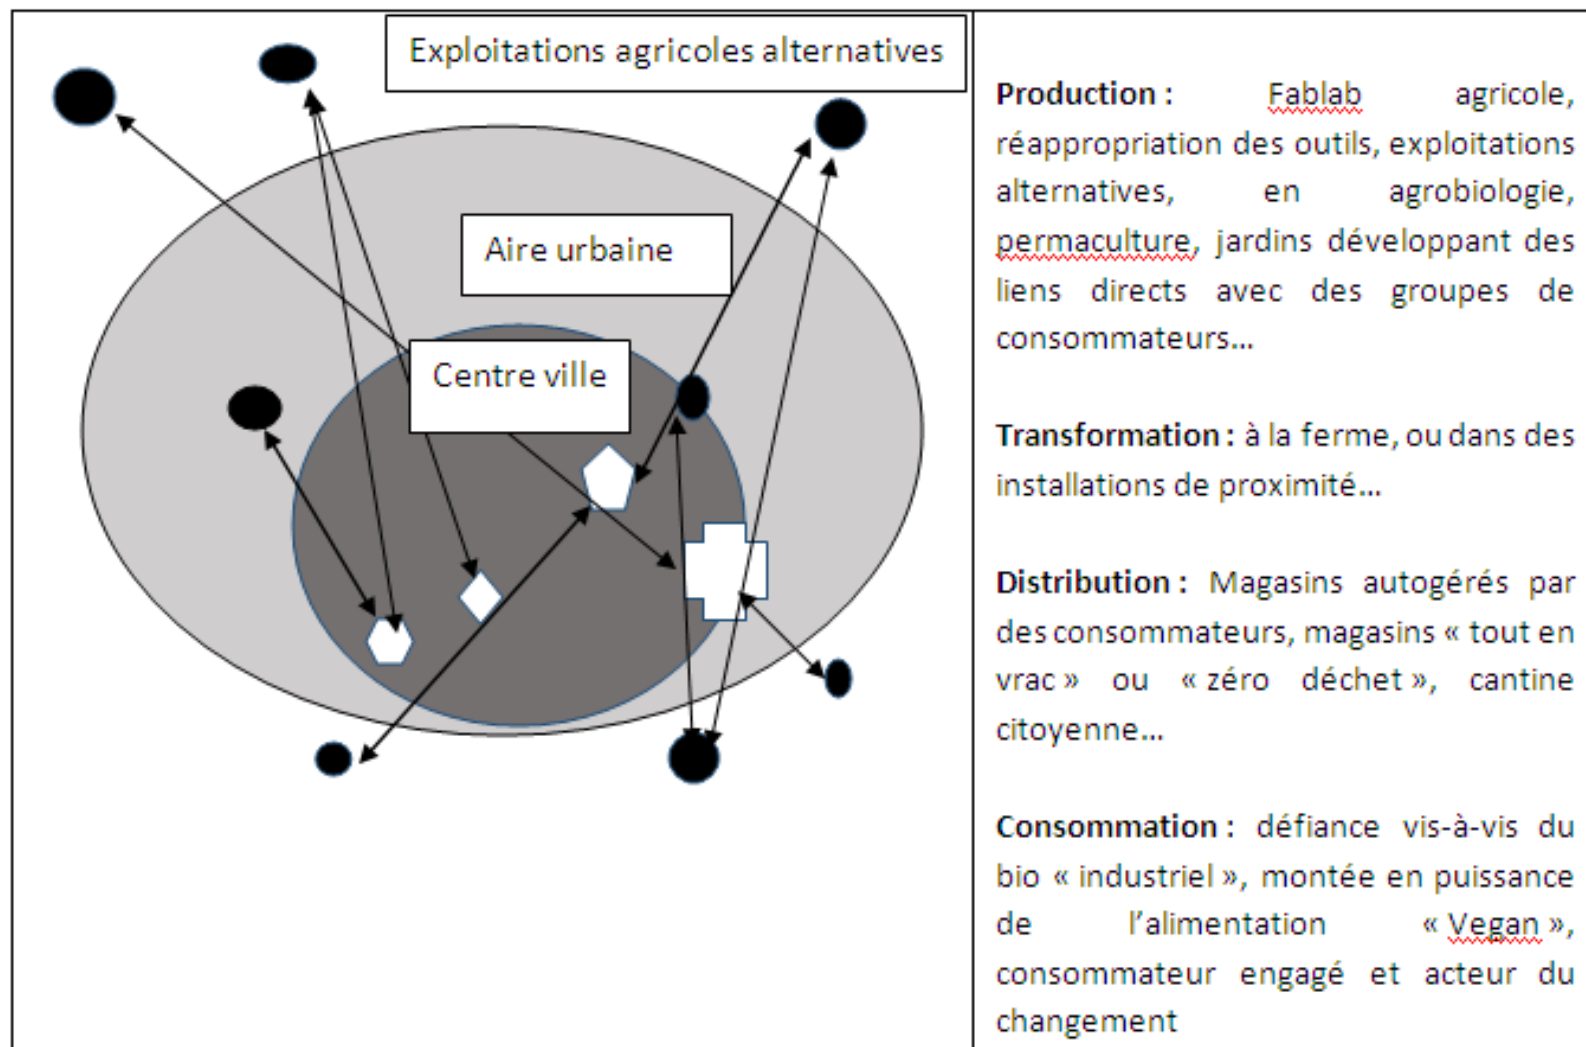 Exploitations agricoles alternatives
Aire urbaine
Centre ville
Production : Fablab agricole,
réappropriation des outils, exploitations
alternatives, en agrobiologie,
permaculture, jardins développant des
liens directs avec des groupes de
consommateurs…
Transformation : à la ferme, ou dans des
installations de proximité…
Distribution : Magasins autogérés par
des consommateurs, magasins « tout en
vrac » ou « zéro déchet », cantine
citoyenne…
Consommation : défiance vis-à-vis du
bio « industriel », montée en puissance
de l’alimentation « Vegan »,
consommateur engagé et acteur du
changement